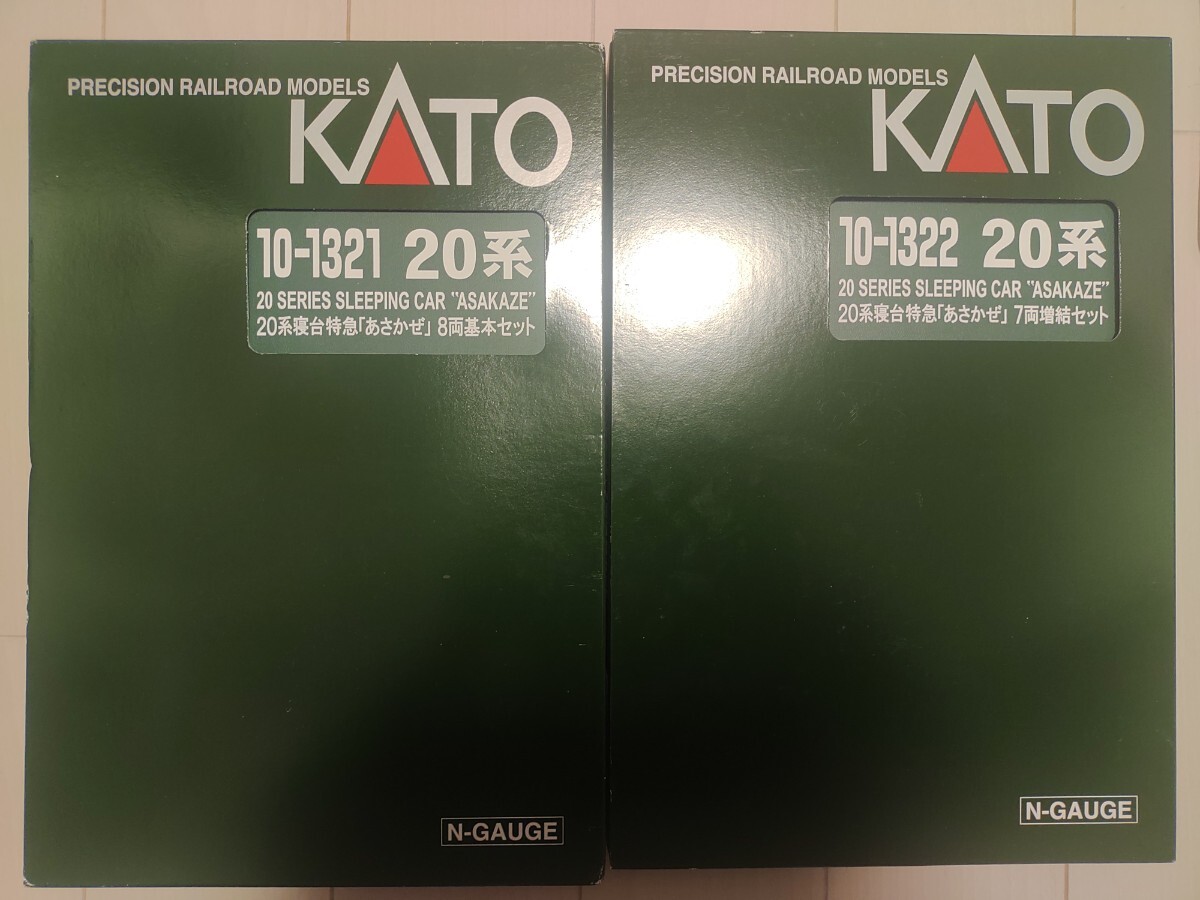 PRECISION RAILROAD MODELS
KATO
10-1321 20系
20 SERIES SLEEPING CAR "ASAKAZE"
20系寝台特急「あさかぜ」 8両基本セット
N-GAUGE
PRECISION RAILROAD MODELS
KATO
10-1322 20系
20 SERIES SLEEPING CAR "ASAKAZE"
20系寝台特急「あさかぜ」 7両増結セット
N-GAUGE